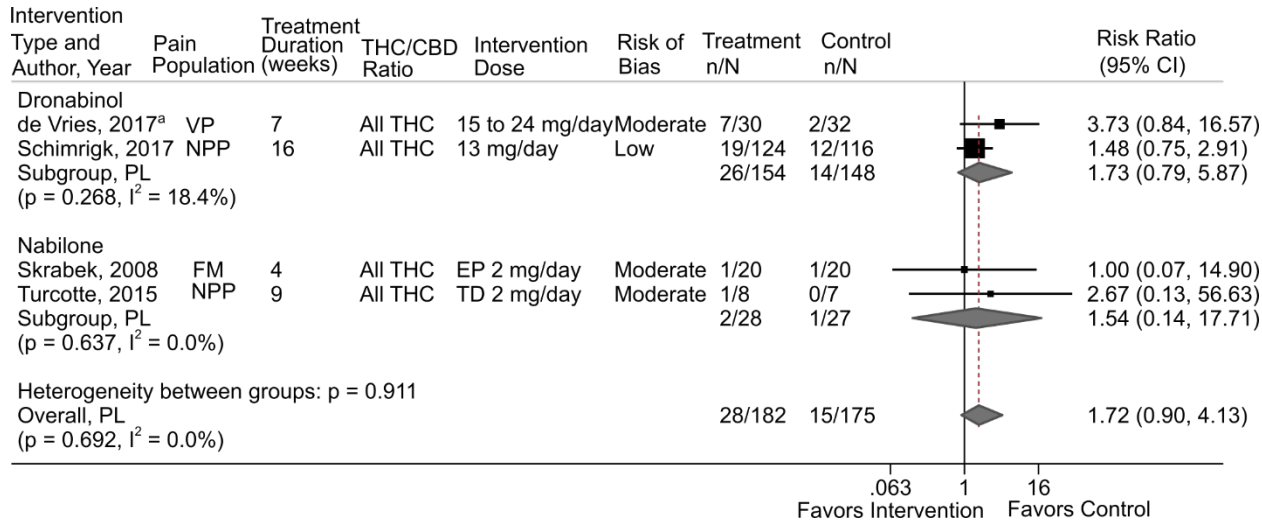 Intervention Type and Author, Year Pain Population Treatment Duration (weeks) THC/CBD Ratio Intervention Dose Risk of Bias Treatment n/N Control n/N Risk Ratio (95% CI)
Dronabinol
de Vries, 2017ᵃ VP 7 All THC 15 to 24 mg/day Moderate 7/30 2/32 3.73 (0.84, 16.57)
Schimrigk, 2017 NPP 16 All THC 13 mg/day Low 19/124 12/116 1.48 (0.75, 2.91)
Subgroup, PL 26/154 14/148 1.73 (0.79, 5.87)
(p = 0.268, I² = 18.4%)
Nabilone
Skrabek, 2008 FM 4 All THC EP 2 mg/day Moderate 1/20 1/20 1.00 (0.07, 14.90)
Turcotte, 2015 NPP 9 All THC TD 2 mg/day Moderate 1/8 0/7 2.67 (0.13, 56.63)
Subgroup, PL 2/28 1/27 1.54 (0.14, 17.71)
(p = 0.637, I² = 0.0%)
Heterogeneity between groups: p = 0.911
Overall, PL 28/182 15/175 1.72 (0.90, 4.13)
(p = 0.692, I² = 0.0%)
.063 1 16
Favors Intervention Favors Control